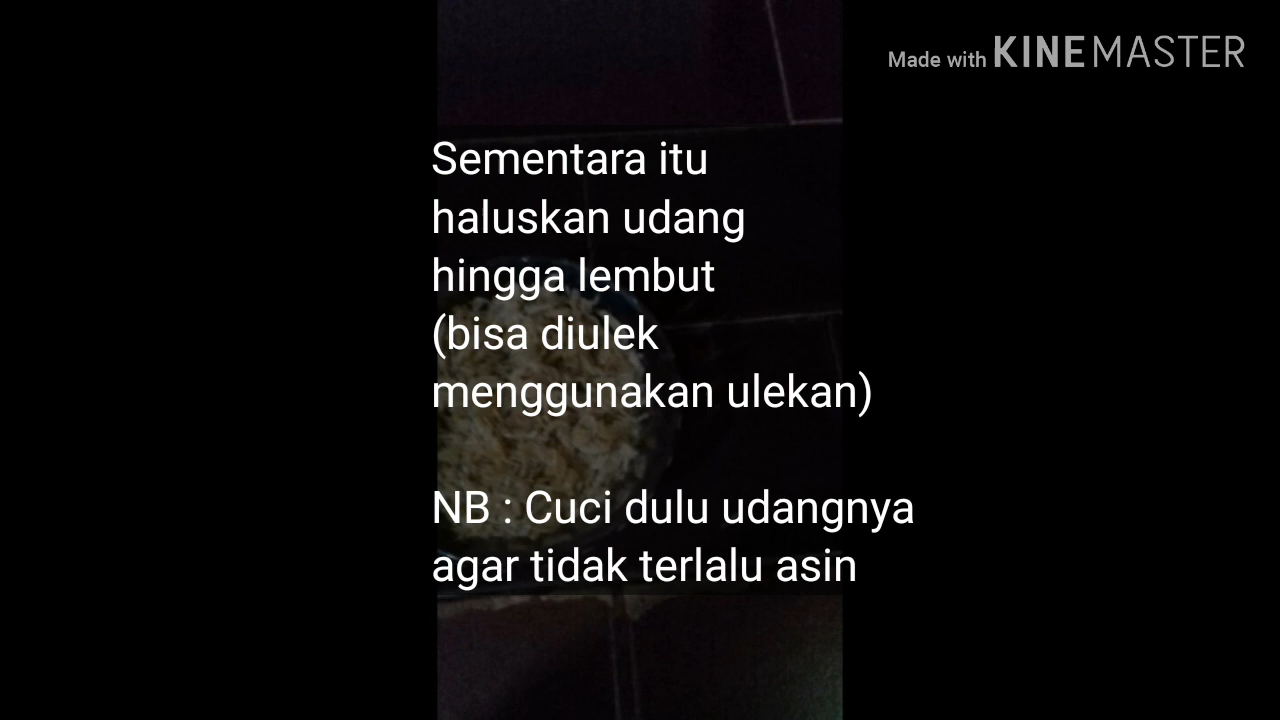 Made with KINEMASTER
Sementara itu
haluskan udang
hingga lembut
(bisa diulek
menggunakan ulekan)
NB : Cuci dulu udangnya
agar tidak terlalu asin